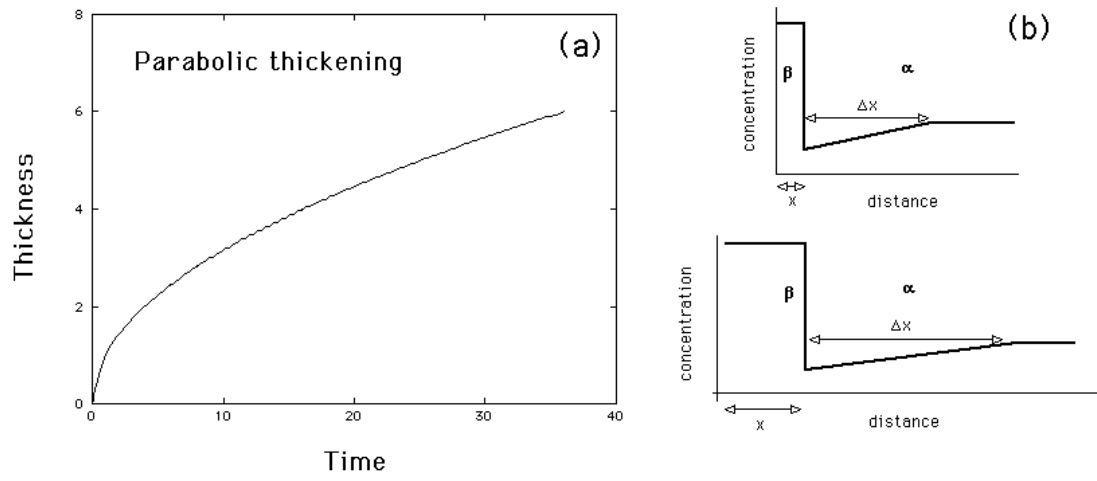 (a)
Parabolic thickening
8
6
4
2
0
0 10 20 30 40
Thickness
Time
(b)
concentration
β
α
Δx
x
distance
concentration
β
α
Δx
x
distance